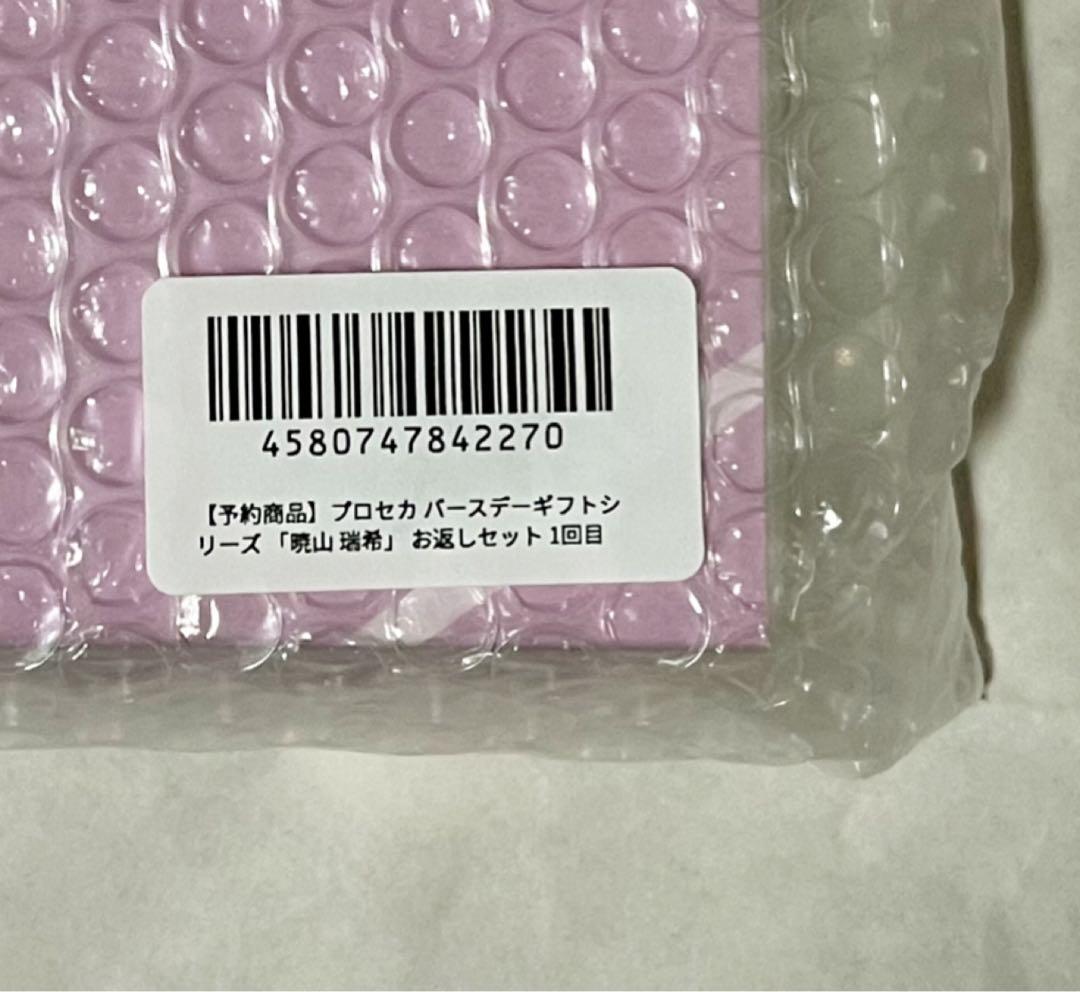 4580747842270
【予約商品】プロセカ バースデーギフトシ
リーズ 「暁山 瑞希」 お返しセット 1回目